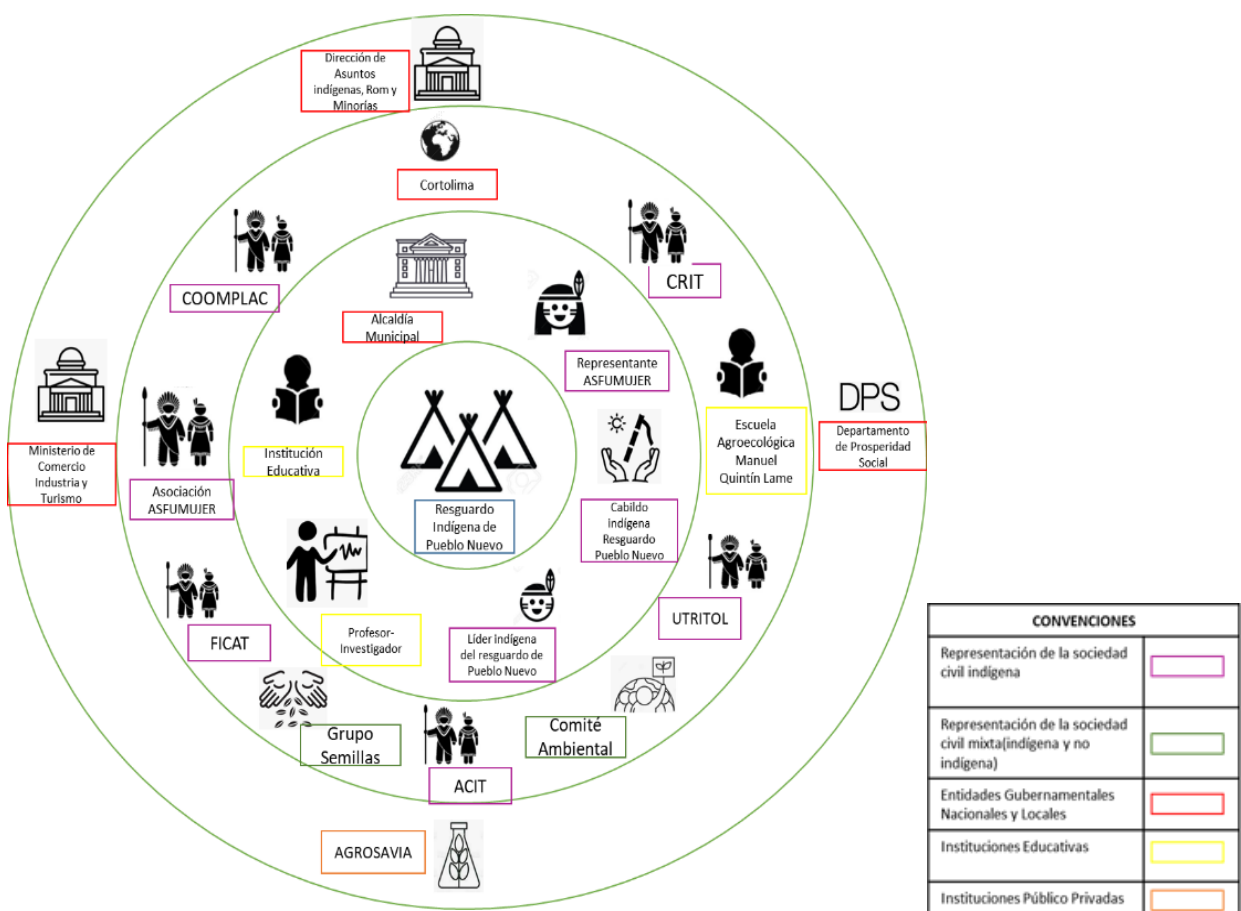 Dirección de
Asuntos
indígenas, Rom y
Minorías
Cortolima
COOMPLAC
CRIT
Alcaldía
Municipal
Representante
ASFUMUJER
Ministerio de
Comercio
Industria y
Turismo
Asociación
ASFUMUJER
Institución
Educativa
Resguardo
Indígena de
Pueblo Nuevo
Cabildo
indígena
Resguardo
Pueblo Nuevo
Escuela
Agroecológica
Manuel
Quintín Lame
DPS
Departamento
de Prosperidad
Social
FICAT
Profesor-
Investigador
Líder indígena
del resguardo de
Pueblo Nuevo
UTRITOL
Grupo
Semillas
ACIT
Comité
Ambiental
AGROSAVIA
CONVENCIONES
Representación de la sociedad
civil indígena
Representación de la sociedad
civil mixta(indígena y no
indígena)
Entidades Gubernamentales
Nacionales y Locales
Instituciones Educativas
Instituciones Público Privadas